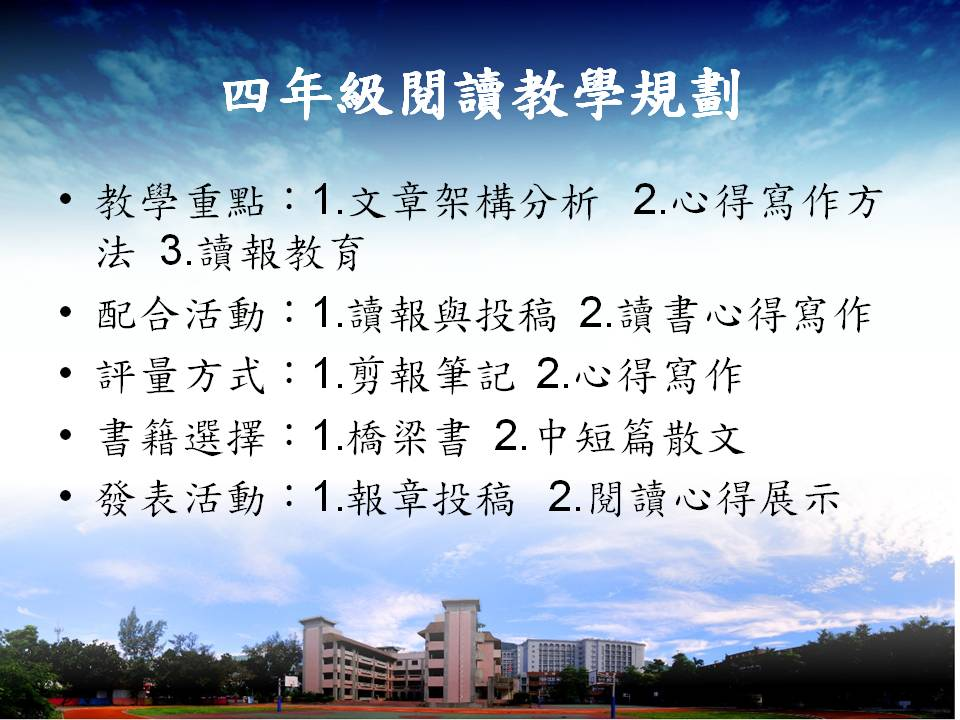 四年級閱讀教學規劃
• 教學重點：1.文章架構分析 2.心得寫作方
法 3.讀報教育
• 配合活動：1.讀報與投稿 2.讀書心得寫作
• 評量方式：1.剪報筆記 2.心得寫作
• 書籍選擇：1.橋梁書 2.中短篇散文
• 發表活動：1.報章投稿 2.閱讀心得展示